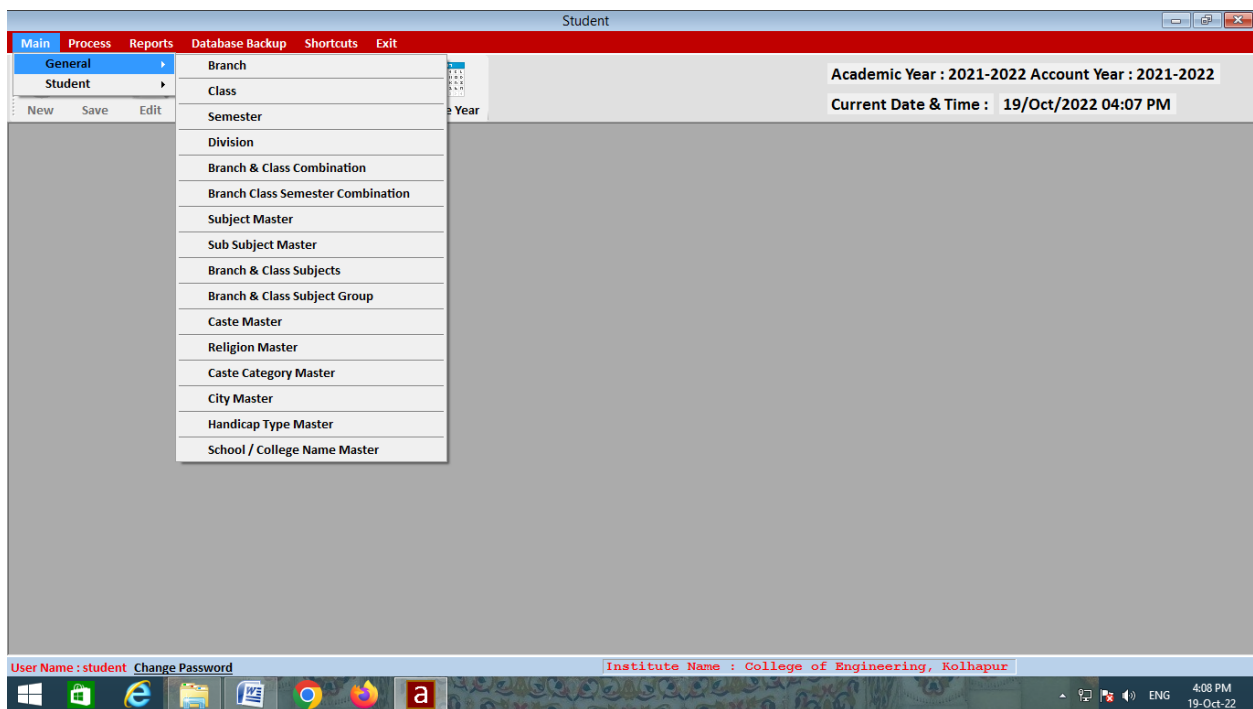 Student
Main Process Reports Database Backup Shortcuts Exit
General
Student
Branch
Class
Semester
Division
Branch & Class Combination
Branch Class Semester Combination
Subject Master
Sub Subject Master
Branch & Class Subjects
Branch & Class Subject Group
Caste Master
Religion Master
Caste Category Master
City Master
Handicap Type Master
School / College Name Master
New Save Edit Year
Academic Year : 2021-2022 Account Year : 2021-2022
Current Date & Time : 19/Oct/2022 04:07 PM
User Name : student Change Password
Institute Name : College of Engineering, Kolhapur
a
ENG
4:08 PM
19-Oct-22